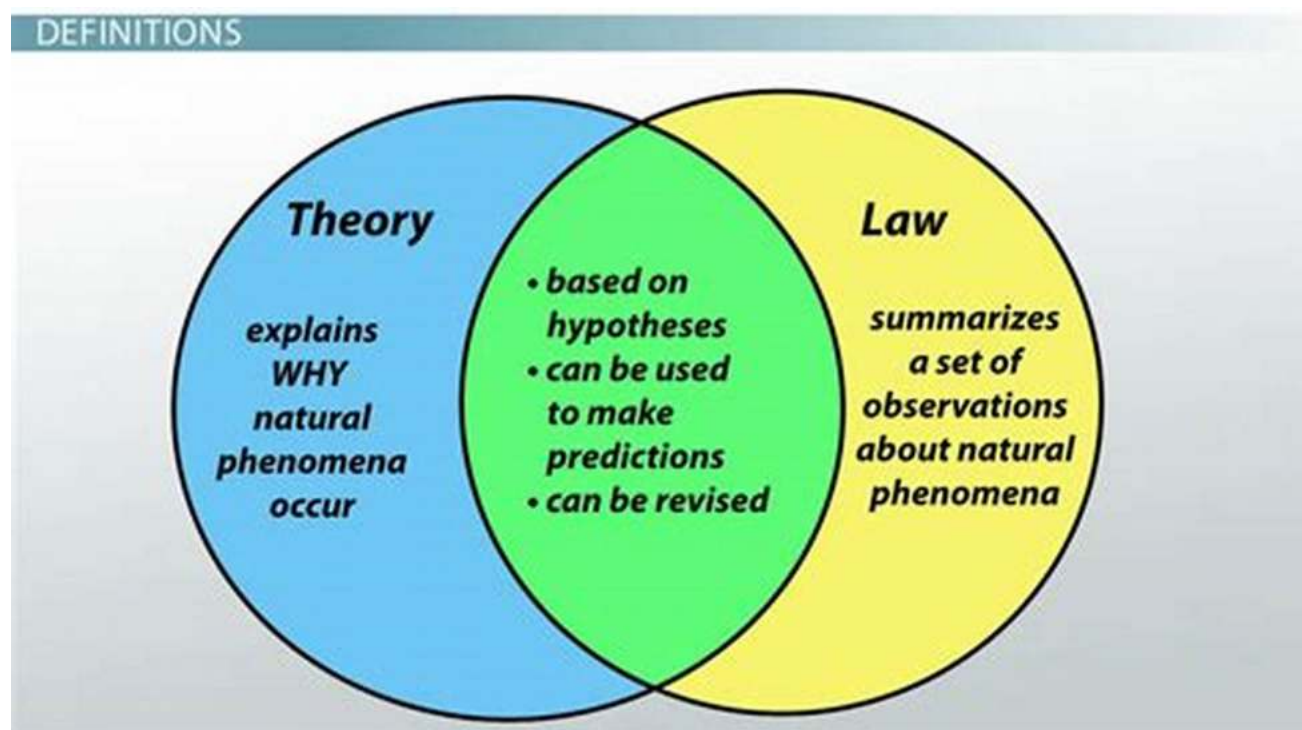 DEFINITIONS
Theory
explains
WHY
natural
phenomena
occur
• based on
hypotheses
• can be used
to make
predictions
• can be revised
Law
summarizes
a set of
observations
about natural
phenomena